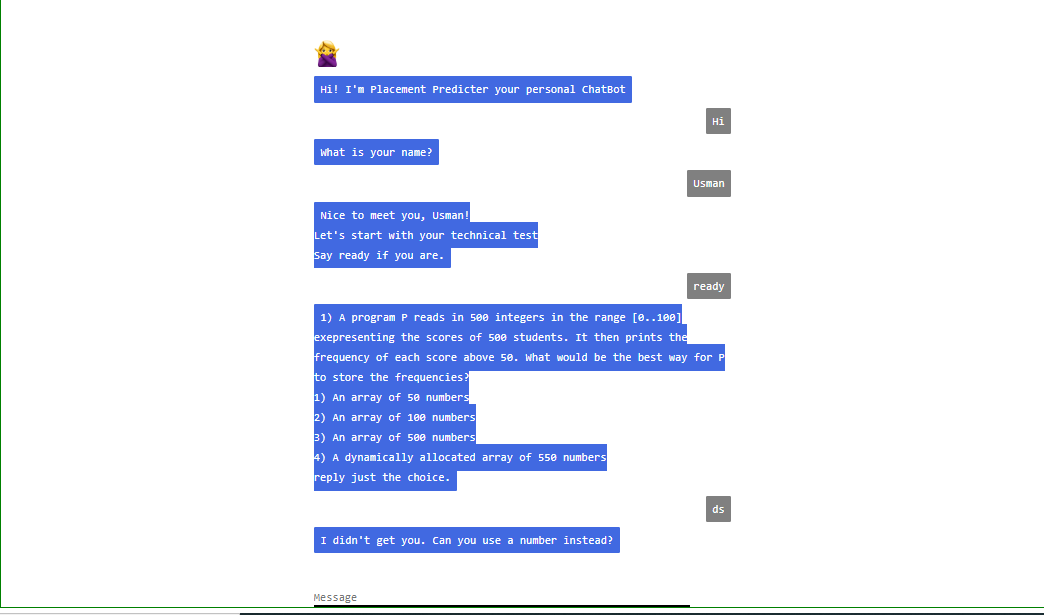 Hi! I'm Placement Predicter your personal ChatBot
Hi
What is your name?
Usman
Nice to meet you, Usman!
Let's start with your technical test
Say ready if you are.
ready
1) A program P reads in 500 integers in the range [0..100]
exepresenting the scores of 500 students. It then prints the
frequency of each score above 50. What would be the best way for P
to store the frequencies?
1) An array of 50 numbers
2) An array of 100 numbers
3) An array of 500 numbers
4) A dynamically allocated array of 550 numbers
reply just the choice.
ds
I didn't get you. Can you use a number instead?
Message